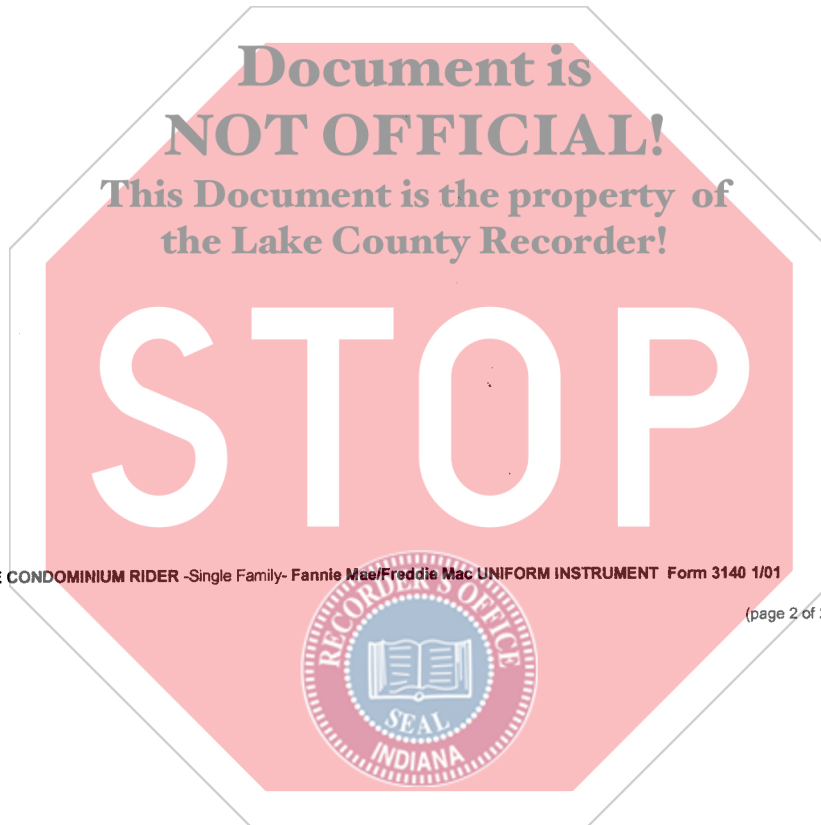 Document is
NOT OFFICIAL!
This Document is the property of
the Lake County Recorder!
STOP
CONDOMINIUM RIDER -Single Family- Fannie Mae/Freddie Mac UNIFORM INSTRUMENT Form 3140 1/01
(page 2 of
RECORDER'S OFFICE
SEAL
INDIANA